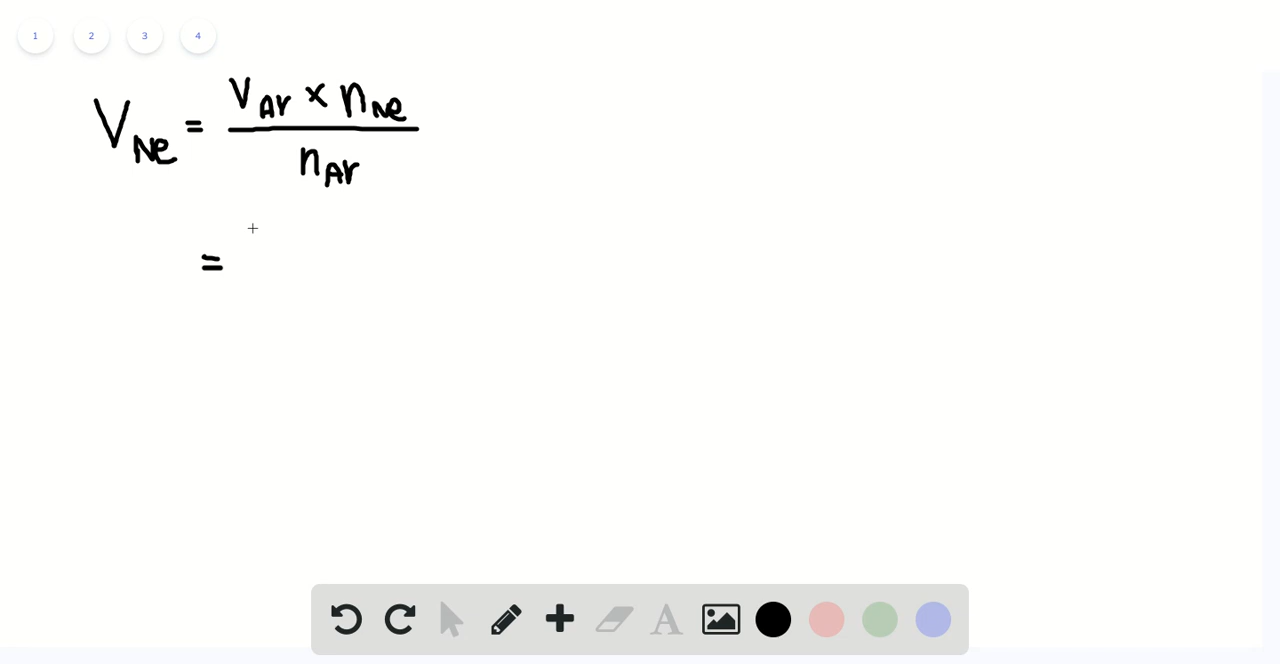 1 2 3 4
V_Ne = (V_Ar × n_Ne) / n_Ar
=
A